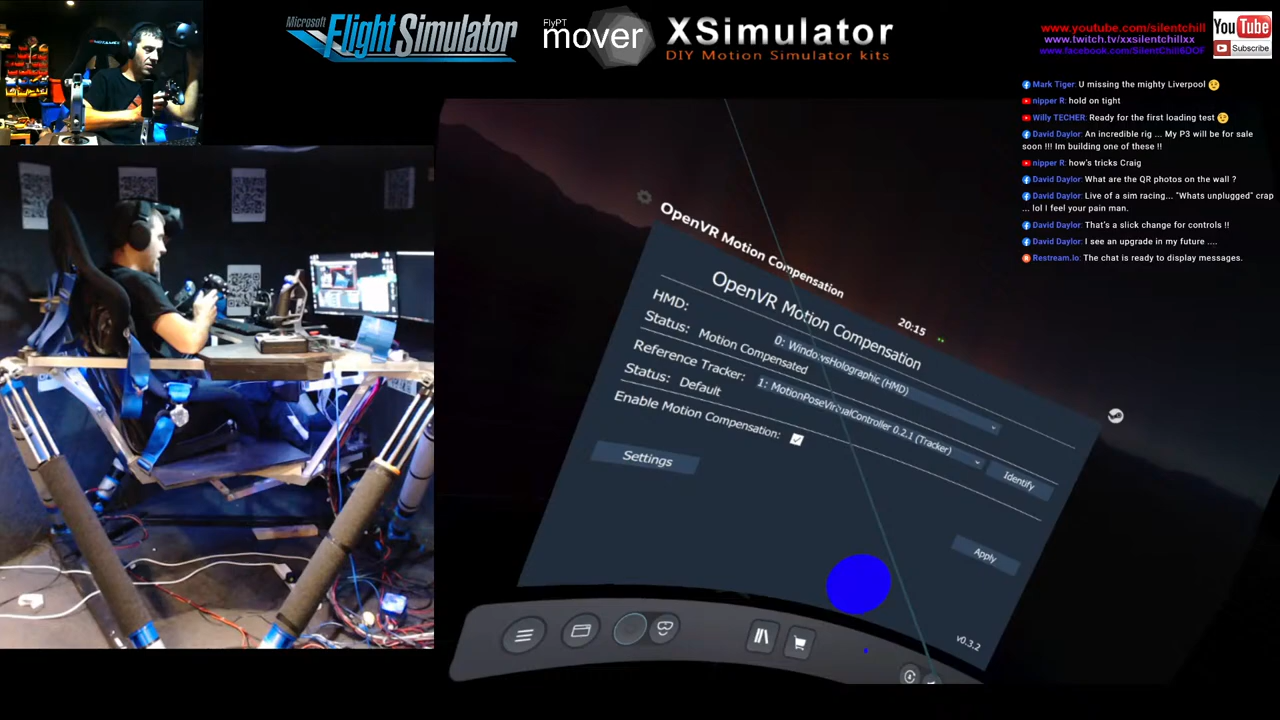 Microsoft
Flight Simulator
FlyPT
mover
XSimulator
DIY Motion Simulator kits
www.youtube.com/silentchill
www.twitch.tv/xxsilentchillxx
www.facebook.com/SilentChill6DOF
You Tube
Subscribe
Mark Tiger: U missing the mighty Liverpool
nipper R: hold on tight
Willy TECHER: Ready for the first loading test
David Daylor: An incredible rig ... My P3 will be for sale
soon !!! Im building one of these !!
nipper R: how's tricks Craig
David Daylor: What are the QR photos on the wall ?
David Daylor: Live of a sim racing... "Whats unplugged" crap
... lol I feel your pain man.
David Daylor: That's a slick change for controls !!
David Daylor: I see an upgrade in my future ....
Restream.io: The chat is ready to display messages.
OpenVR Motion Compensation
20:15
OpenVR Motion Compensation
HMD:
0: WindowsHolographic (HMD)
Status: Motion Compensated
Reference Tracker:
1: MotionPoseVirtualController 0.2.1 (Tracker)
Identify
Status: Default
Enable Motion Compensation:
Settings
Apply
v0.3.2